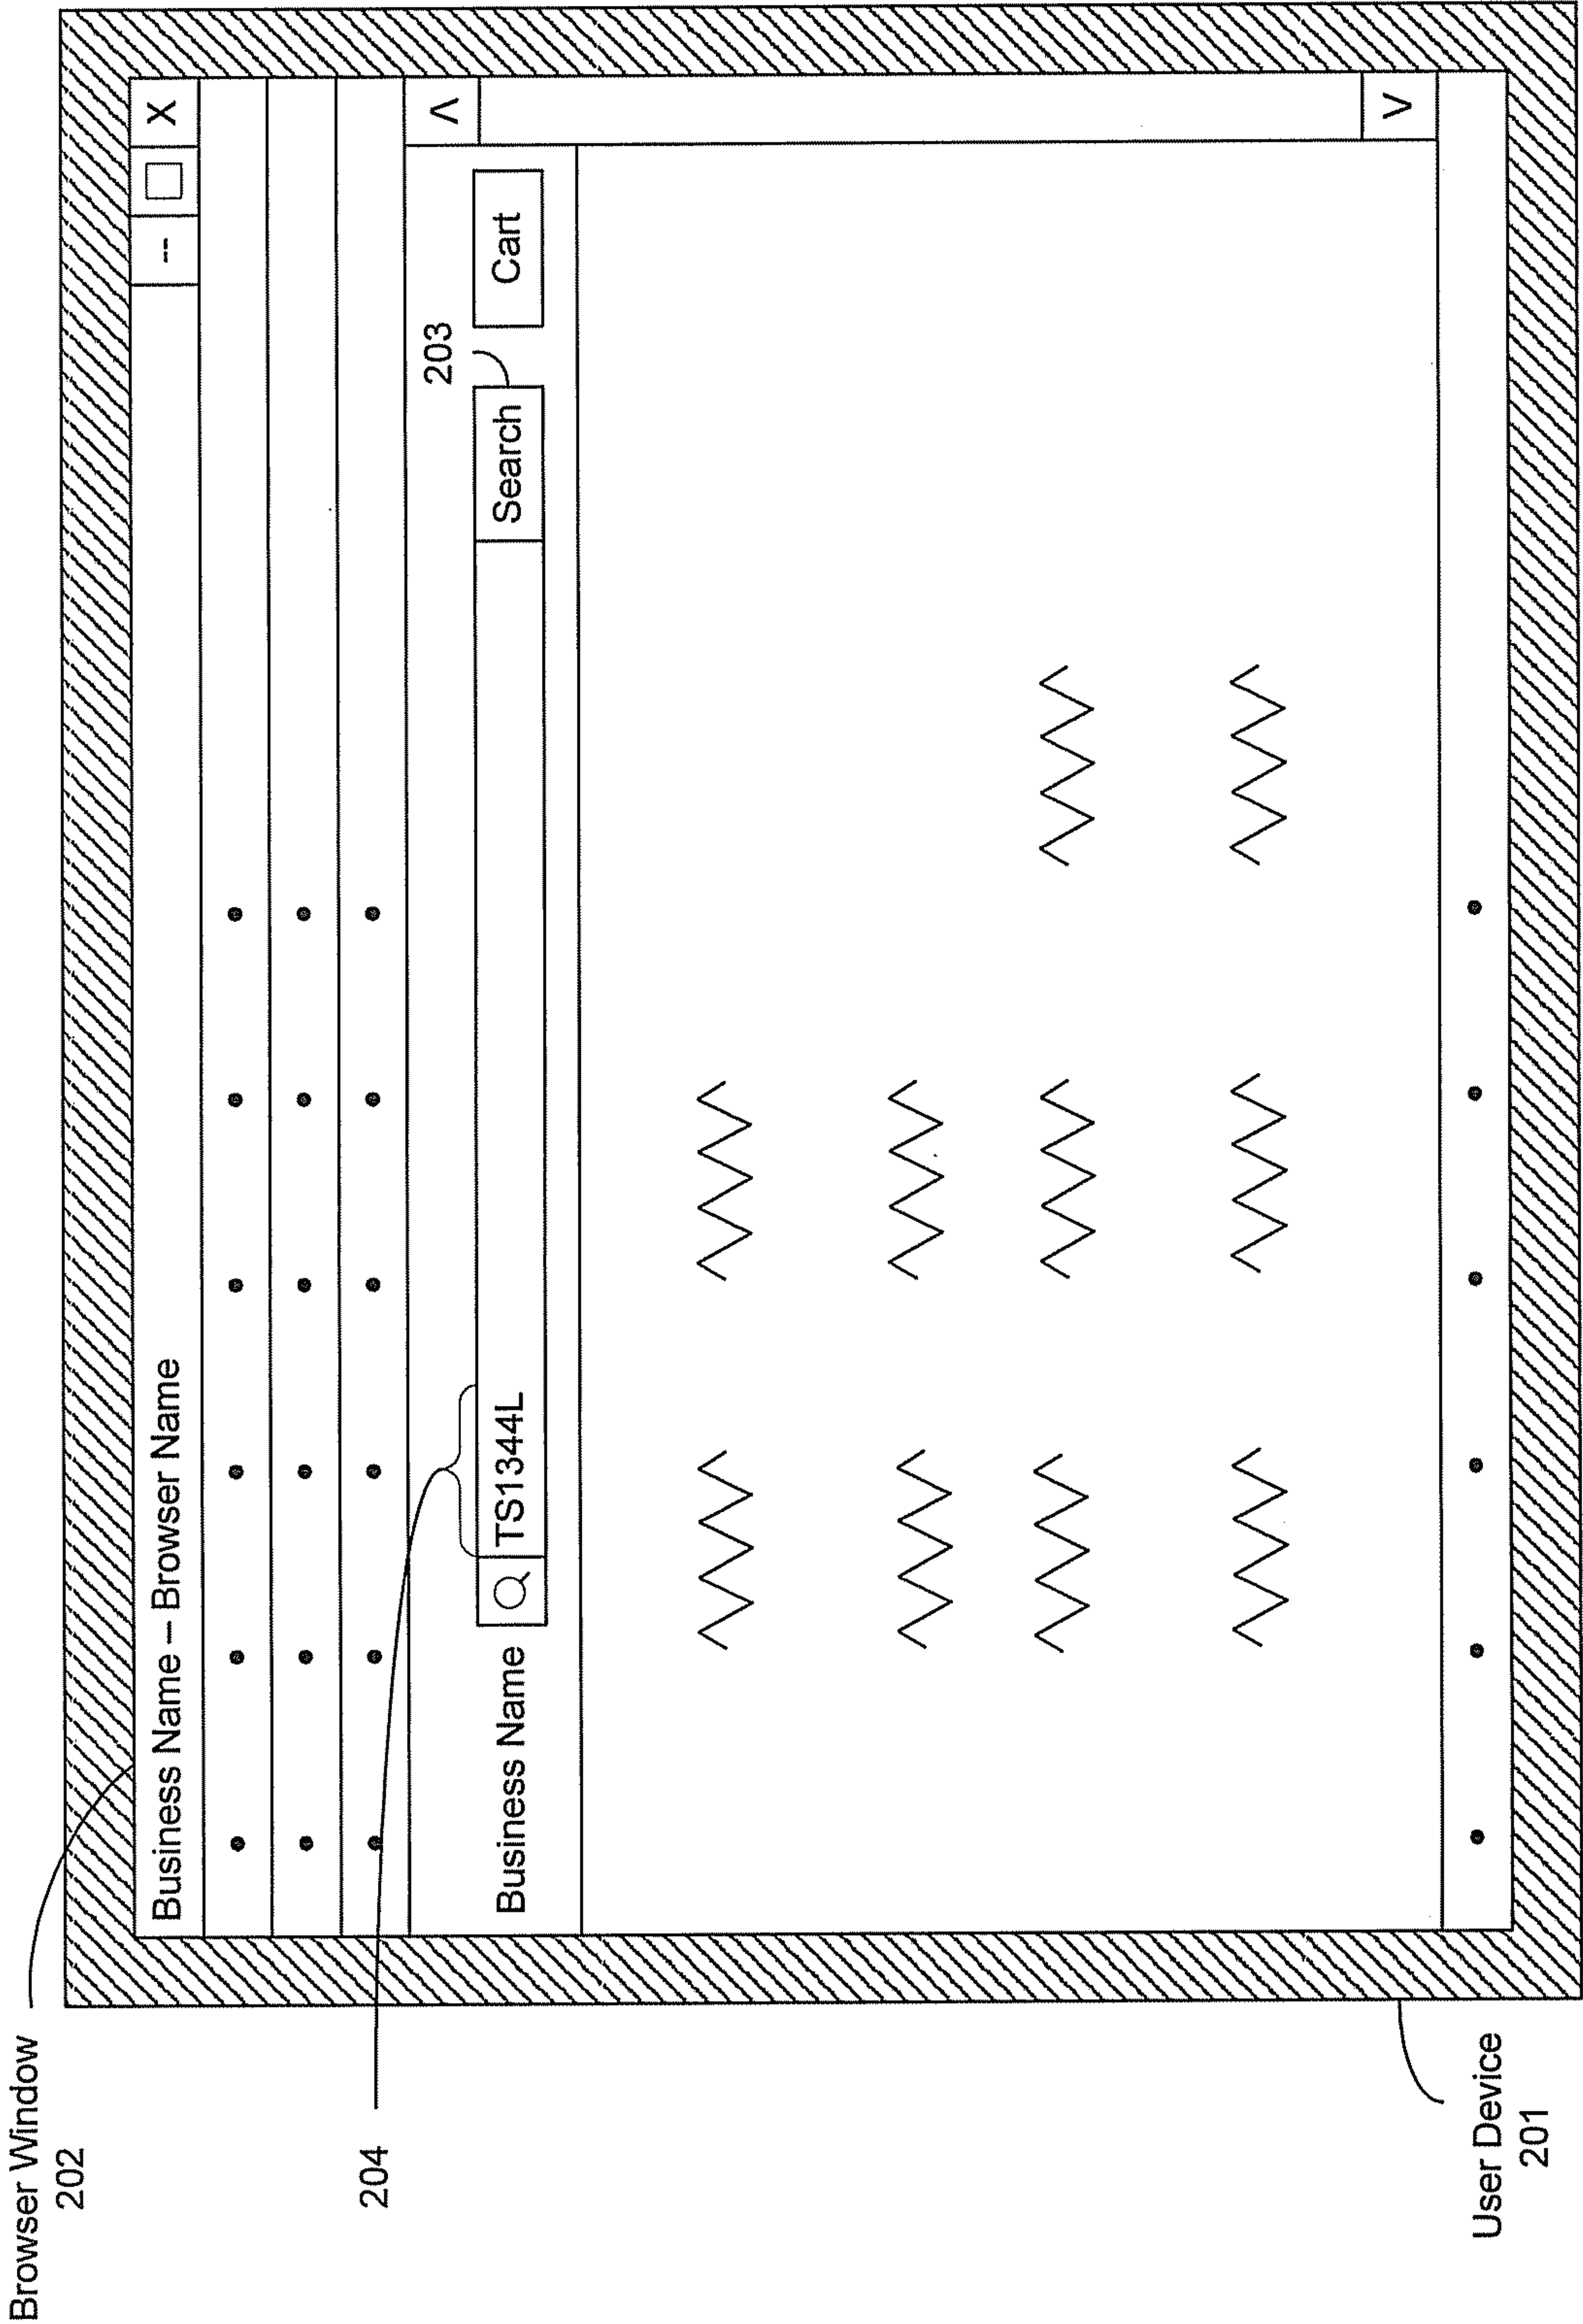 Browser Window
202
Business Name – Browser Name
-- □ X
204
203
Business Name
TS1344L
Search
Cart
<
>
User Device
201